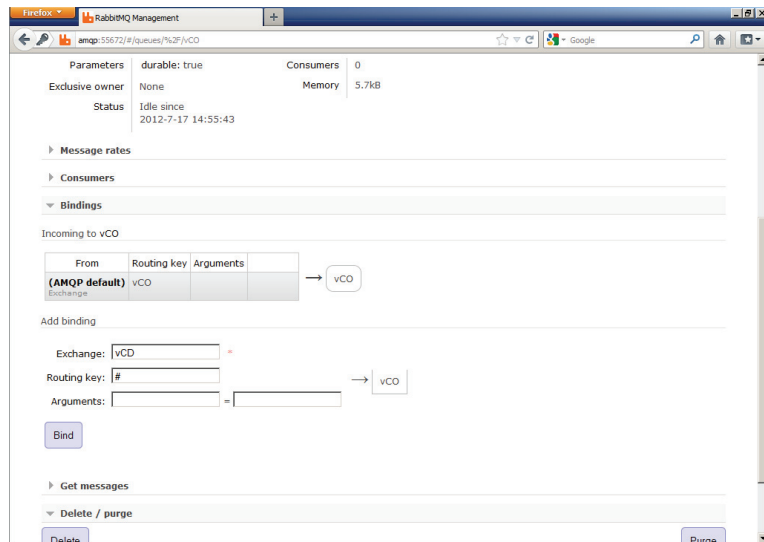 Firefox
RabbitMQ Management
+
amqp:55672/#/queues/%2F/vCO
Google
Parameters durable: true Consumers 0
Exclusive owner None Memory 5.7kB
Status Idle since
2012-7-17 14:55:43
Message rates
Consumers
Bindings
Incoming to vCO
From Routing key Arguments
(AMQP default) vCO → vCO
Exchange
Add binding
Exchange: vCD *
Routing key: # → vCO
Arguments: =
Bind
Get messages
Delete / purge
Delete Purge